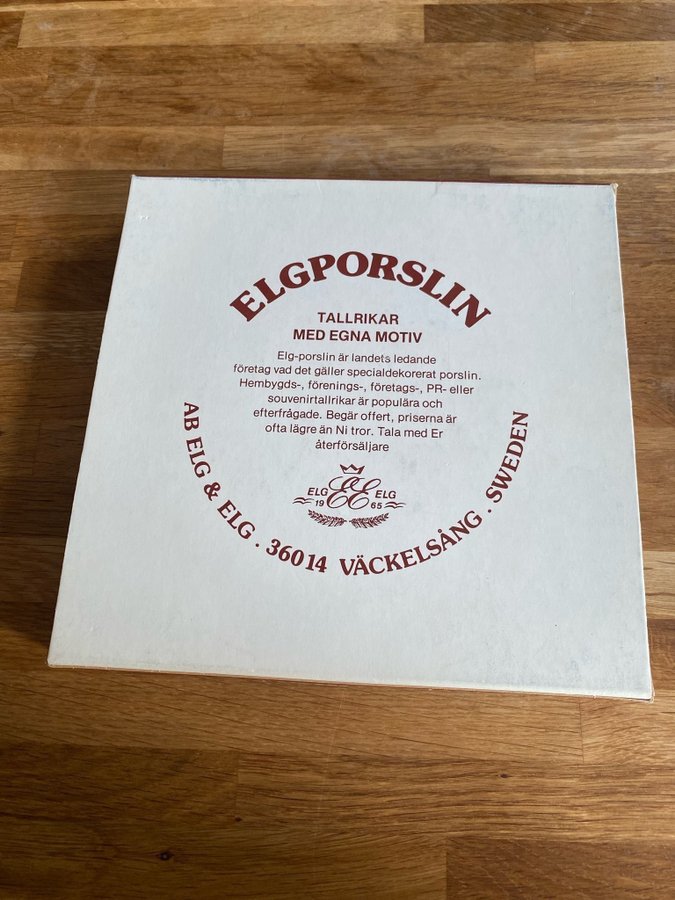 ELGPORSLIN
TALLRIKAR
MED EGNA MOTIV
Elg-porslin är landets ledande
företag vad det gäller specialdekorerat porslin.
Hembygds-, förenings-, företags-, PR- eller
souvenirtallrikar är populära och
efterfrågade. Begär offert, priserna är
ofta lägre än Ni tror. Tala med Er
återförsäljare
ELG EE ELG
19 65
AB ELG & ELG . 36014 VÄCKELSÅNG . SWEDEN